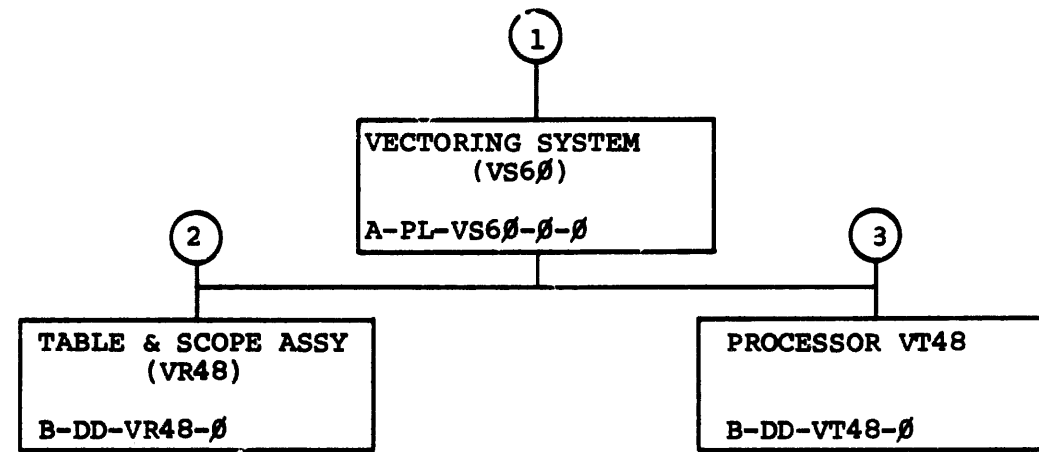 1
VECTORING SYSTEM
(VS6Ø)
A-PL-VS6Ø-Ø-Ø
2
3
TABLE & SCOPE ASSY
(VR48)
B-DD-VR48-Ø
PROCESSOR VT48
B-DD-VT48-Ø